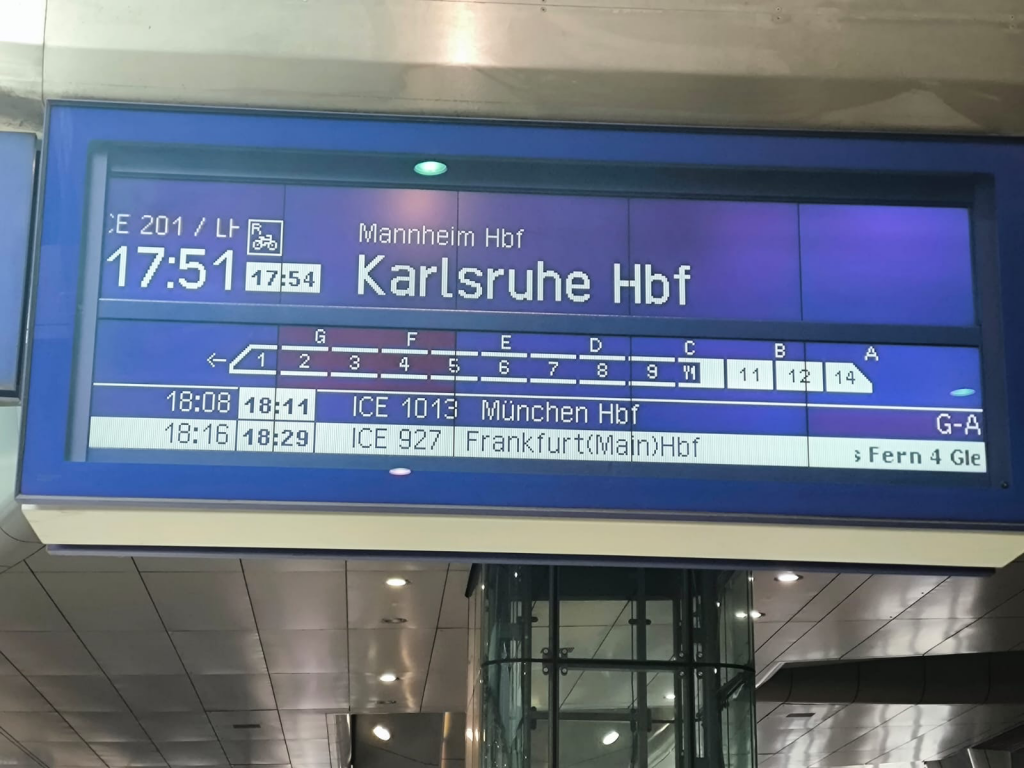 ICE 201 / LH R Mannheim Hbf
17:51 17:54 Karlsruhe Hbf
G F E D C B A
← 1 2 3 4 5 6 7 8 9 11 12 14
18:08 18:11 ICE 1013 München Hbf G-A
18:16 18:29 ICE 927 Frankfurt(Main)Hbf s Fern 4 Gle